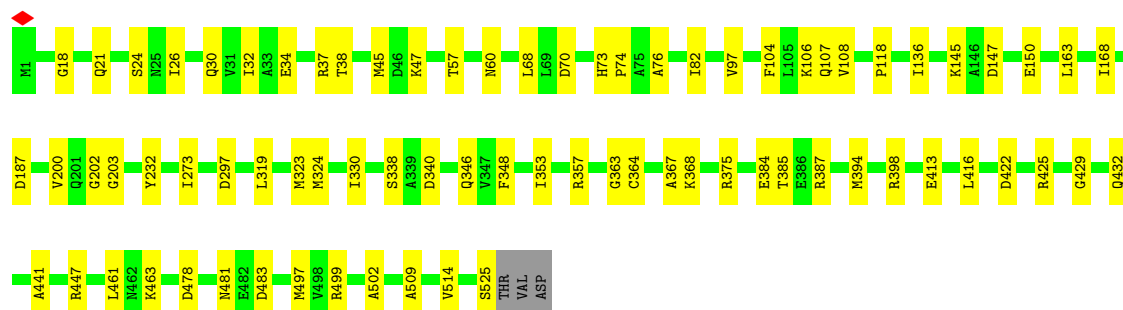 M1 G18 Q21 S24 N25 I26 Q30 V31 I32 A33 E34 R37 T38 M45 D46 K47 T57 N60 L68 L69 D70 H73 P74 A75 A76 I82 V97 F104 L105 K106 Q107 V108 P118 I136 K145 A146 D147 E150 L163 I168
D187 V200 Q201 G202 G203 Y232 I273 D297 L319 M323 M324 I330 S338 A339 D340 Q346 V347 F348 I353 R357 G363 C364 A367 K368 R375 E384 T385 E386 R387 M394 R398 E413 L416 D422 R425 G429 Q432
A441 R447 L461 N462 K463 D478 N481 E482 D483 M497 V498 R499 A502 A509 V514 S525 THR VAL ASP